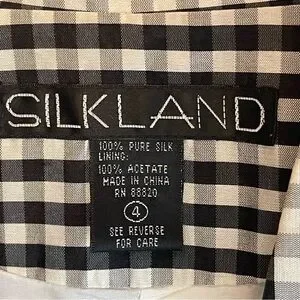 SILKLAND
100% PURE SILK
LINING:
100% ACETATE
MADE IN CHINA
RN 88820
4
SEE REVERSE
FOR CARE